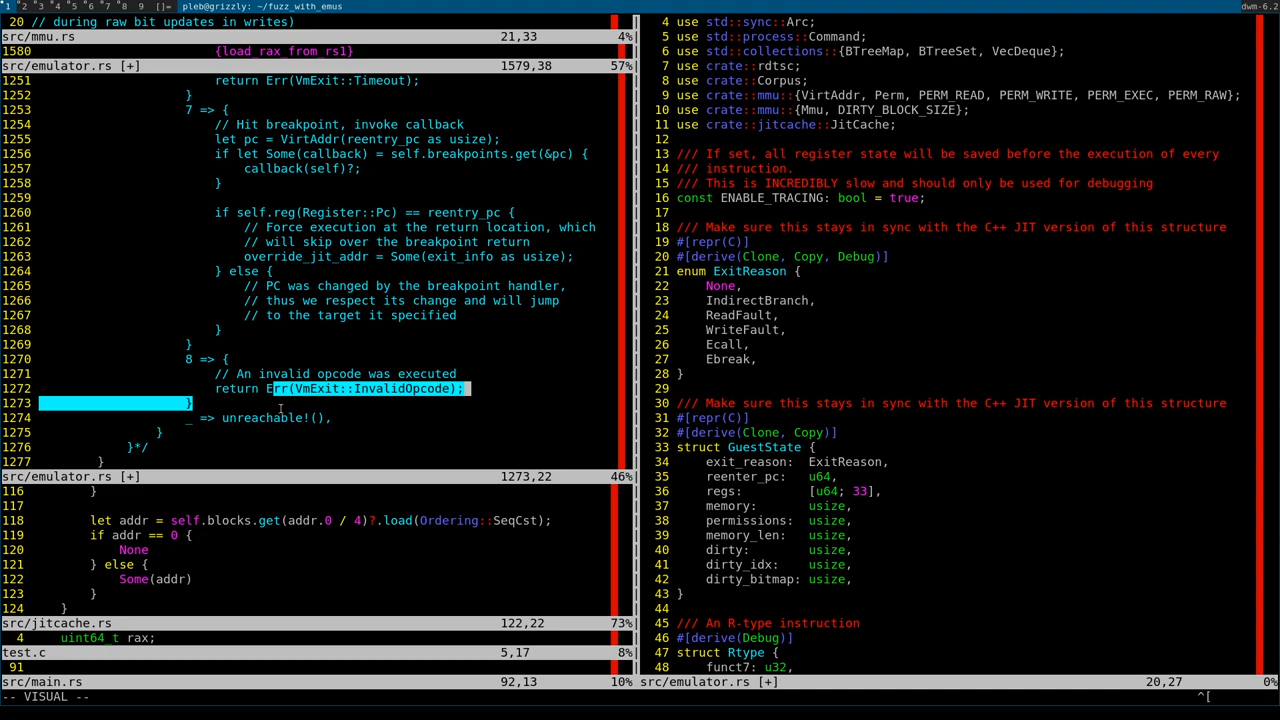 1 2 3 4 5 6 7 8 9 []= pleb@grizzly: ~/fuzz_with_emus dwm-6.2
20 // during raw bit updates in writes)
src/mmu.rs 21,33 4%
1580 {load_rax_from_rs1}
src/emulator.rs [+] 1579,38 57%
1251 return Err(VmExit::Timeout);
1252 }
1253 7 => {
1254 // Hit breakpoint, invoke callback
1255 let pc = VirtAddr(reentry_pc as usize);
1256 if let Some(callback) = self.breakpoints.get(&pc) {
1257 callback(self)?;
1258 }
1259
1260 if self.reg(Register::Pc) == reentry_pc {
1261 // Force execution at the return location, which
1262 // will skip over the breakpoint return
1263 override_jit_addr = Some(exit_info as usize);
1264 } else {
1265 // PC was changed by the breakpoint handler,
1266 // thus we respect its change and will jump
1267 // to the target it specified
1268 }
1269 }
1270 8 => {
1271 // An invalid opcode was executed
1272 return Err(VmExit::InvalidOpcode);
1273 }
1274 _ => unreachable!(),
1275 }
1276 }*/
1277 }
src/emulator.rs [+] 1273,22 46%
116 }
117
118 let addr = self.blocks.get(addr.0 / 4)?.load(Ordering::SeqCst);
119 if addr == 0 {
120 None
121 } else {
122 Some(addr)
123 }
124 }
src/jitcache.rs 122,22 73%
4 uint64_t rax;
test.c 5,17 8%
91
src/main.rs 92,13 10%
-- VISUAL --
4 use std::sync::Arc;
5 use std::process::Command;
6 use std::collections::{BTreeMap, BTreeSet, VecDeque};
7 use crate::rdtsc;
8 use crate::Corpus;
9 use crate::mmu::{VirtAddr, Perm, PERM_READ, PERM_WRITE, PERM_EXEC, PERM_RAW};
10 use crate::mmu::{Mmu, DIRTY_BLOCK_SIZE};
11 use crate::jitcache::JitCache;
12
13 /// If set, all register state will be saved before the execution of every
14 /// instruction.
15 /// This is INCREDIBLY slow and should only be used for debugging
16 const ENABLE_TRACING: bool = true;
17
18 /// Make sure this stays in sync with the C++ JIT version of this structure
19 #[repr(C)]
20 #[derive(Clone, Copy, Debug)]
21 enum ExitReason {
22 None,
23 IndirectBranch,
24 ReadFault,
25 WriteFault,
26 Ecall,
27 Ebreak,
28 }
29
30 /// Make sure this stays in sync with the C++ JIT version of this structure
31 #[repr(C)]
32 #[derive(Clone, Copy)]
33 struct GuestState {
34 exit_reason: ExitReason,
35 reenter_pc: u64,
36 regs: [u64; 33],
37 memory: usize,
38 permissions: usize,
39 memory_len: usize,
40 dirty: usize,
41 dirty_idx: usize,
42 dirty_bitmap: usize,
43 }
44
45 /// An R-type instruction
46 #[derive(Debug)]
47 struct Rtype {
48 funct7: u32,
src/emulator.rs [+] 20,27 0%
^[